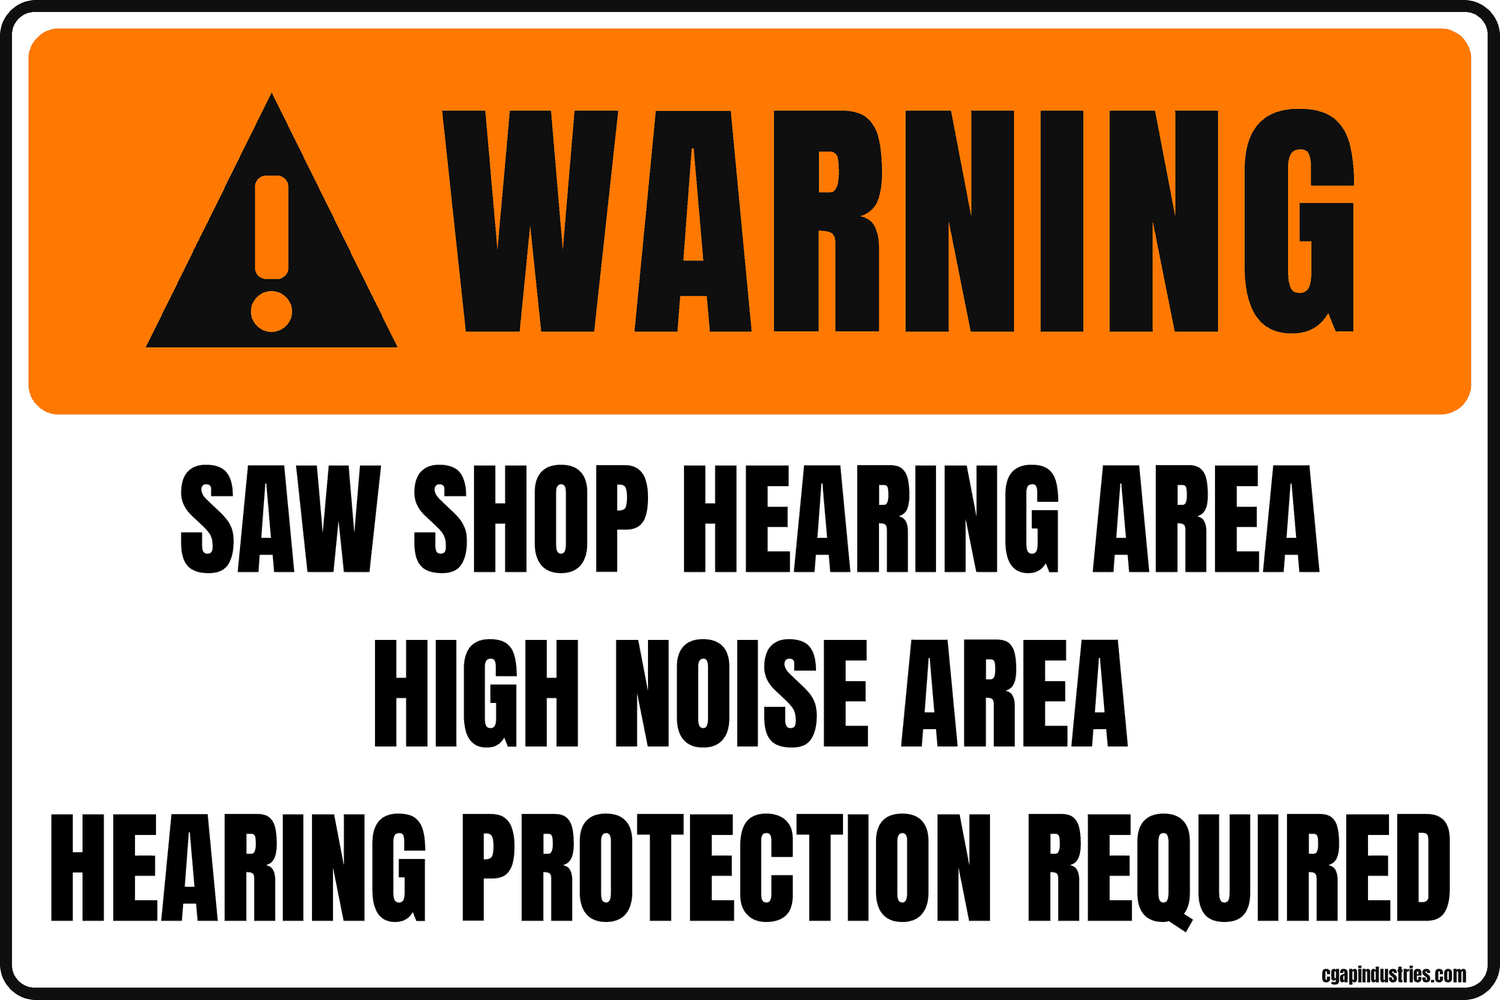 WARNING
SAW SHOP HEARING AREA
HIGH NOISE AREA
HEARING PROTECTION REQUIRED
cgapindustries.com